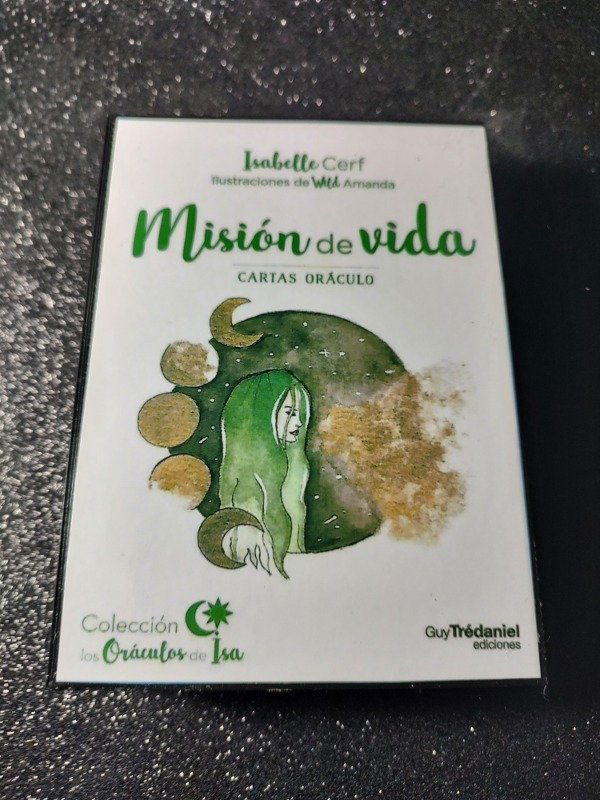 Isabelle Cerf
Ilustraciones de Wild Amanda
Misión de vida
CARTAS ORÁCULO
Colección
los Oráculos de Isa
GuyTrédaniel
ediciones